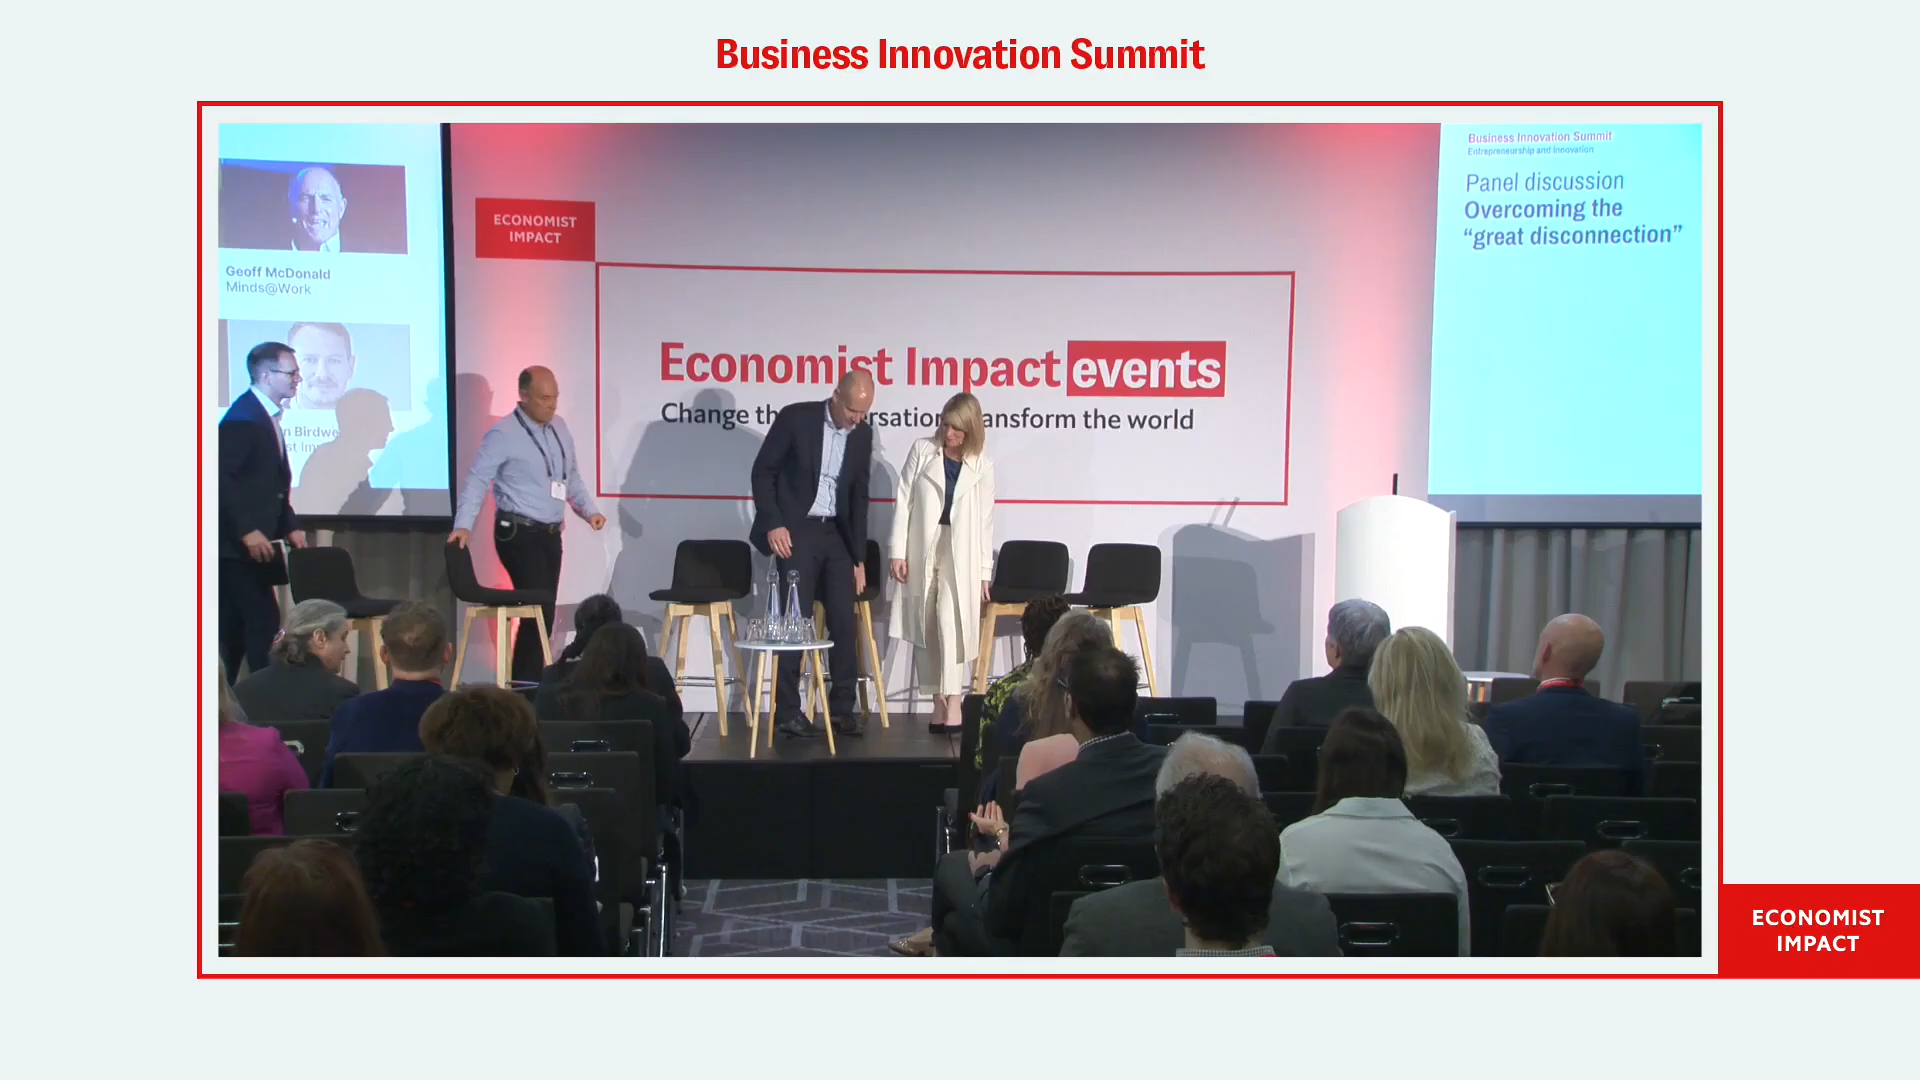 Business Innovation Summit
Geoff McDonald
Minds@Work
n Birdwe
ECONOMIST
IMPACT
Economist Impact events
Change th rsation ansform the world
Business Innovation Summit
Entrepreneurship and Innovation
Panel discussion
Overcoming the
“great disconnection”
ECONOMIST
IMPACT